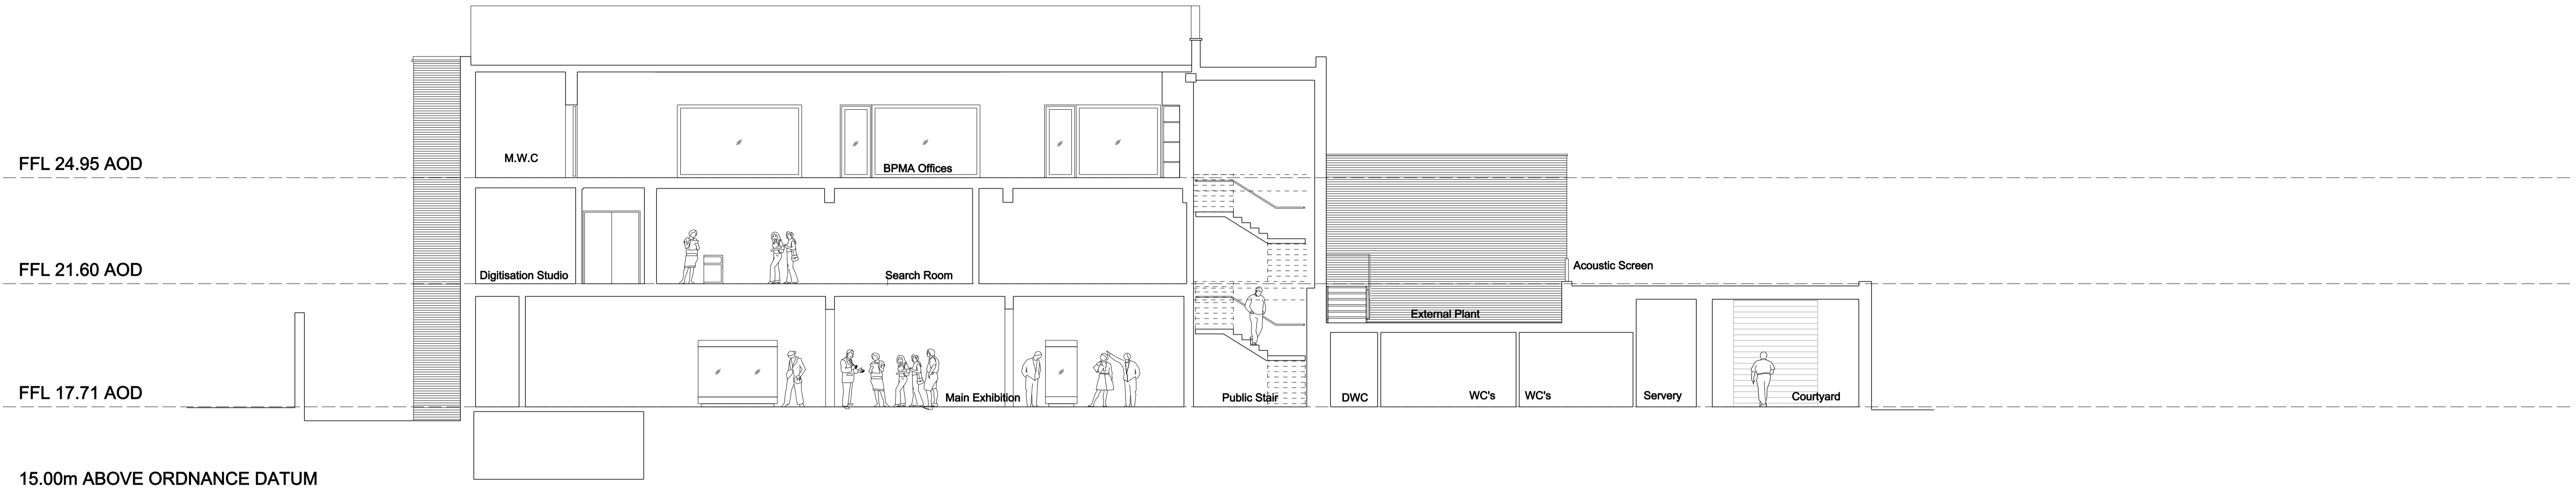 M.W.C
FFL 24.95 AOD
BPMA Offices
FFL 21.60 AOD
Digitisation Studio
Search Room
Acoustic Screen
External Plant
FFL 17.71 AOD
Main Exhibition
Public Stair
DWC
WC's
WC's
Servery
Courtyard
15.00m ABOVE ORDNANCE DATUM